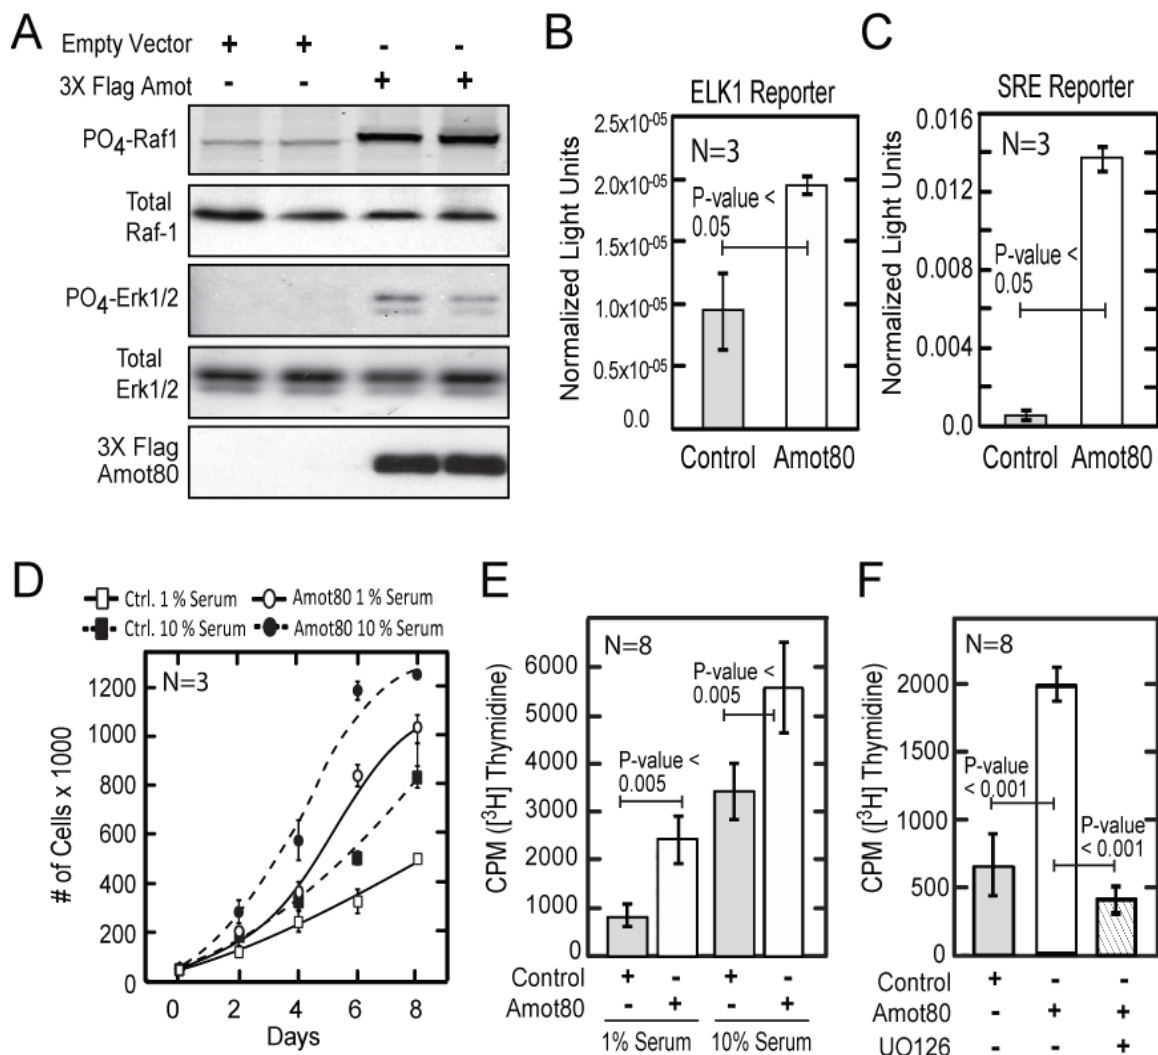 A
Empty Vector + + - -
3X Flag Amot - - + +
PO4-Raf1
Total
Raf-1
PO4-Erk1/2
Total
Erk1/2
3X Flag
Amot80
B
ELK1 Reporter
Normalized Light Units
2.5x10-05
2.0x10-05
1.5x10-05
1.0x10-05
0.5x10-05
0.0
N=3
P-value <
0.05
Control Amot80
C
SRE Reporter
Normalized Light Units
0.016
0.012
0.008
0.004
0.0
N=3
P-value <
0.05
Control Amot80
D
Ctrl. 1 % Serum Amot80 1 % Serum
Ctrl. 10 % Serum Amot80 10 % Serum
N=3
# of Cells x 1000
1200
1000
800
600
400
200
0
0 2 4 6 8
Days
E
CPM ([3H] Thymidine)
6000
5000
4000
3000
2000
1000
0
N=8
P-value <
0.005
P-value <
0.005
Control + - + -
Amot80 - + - +
1% Serum 10% Serum
F
CPM ([3H] Thymidine)
2000
1500
1000
500
0
N=8
P-value
< 0.001
P-value
< 0.001
Control + - -
Amot80 - + +
UO126 - - +